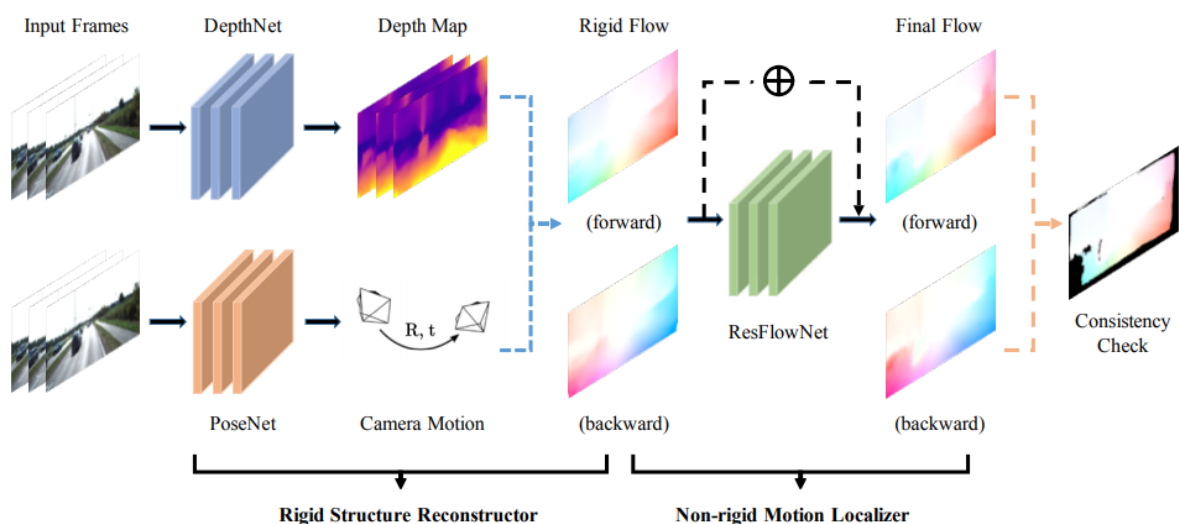 Input Frames
DepthNet
Depth Map
Rigid Flow
Final Flow
(forward)
(forward)
R, t
ResFlowNet
Consistency
Check
PoseNet
Camera Motion
(backward)
(backward)
Rigid Structure Reconstructor
Non-rigid Motion Localizer